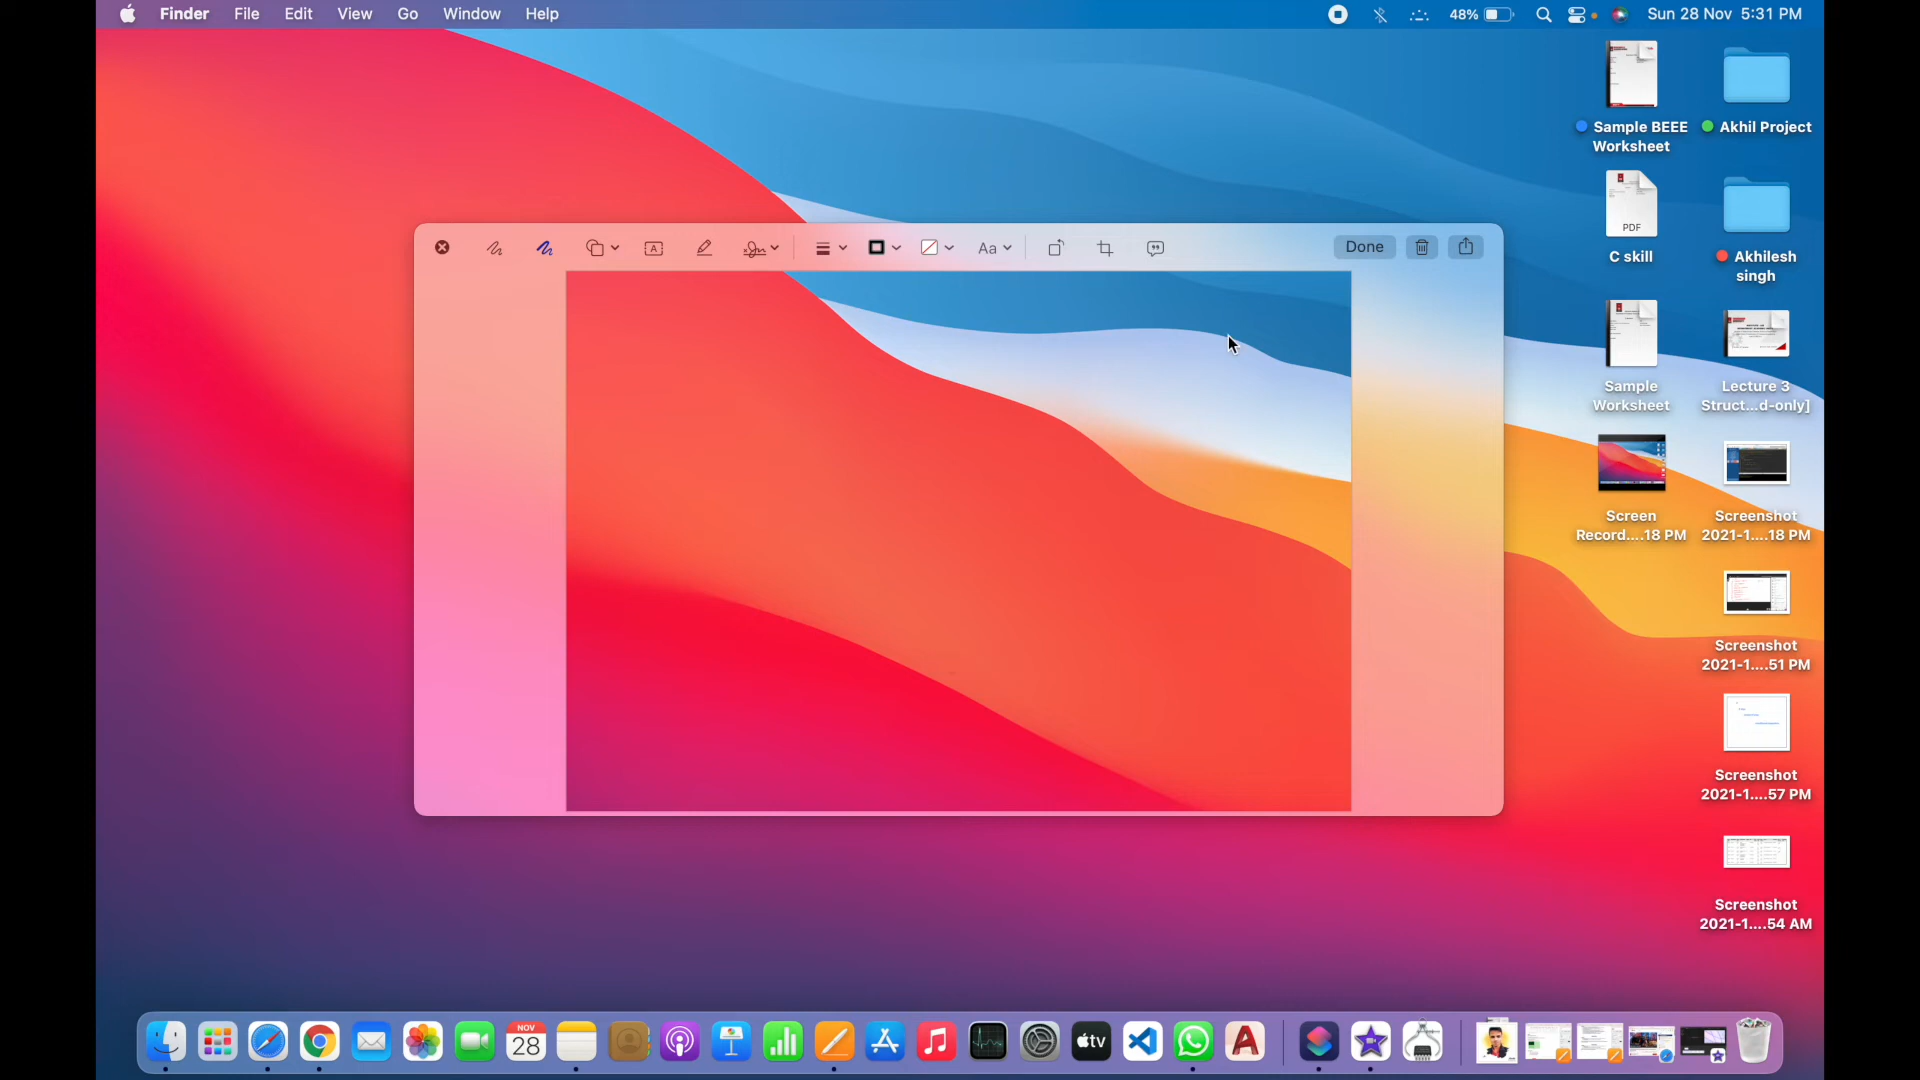 Finder File Edit View Go Window Help 48% Sun 28 Nov 5:31 PM
Sample BEEE
Worksheet
Akhil Project
PDF
C skill
Akhilesh
singh
Sample
Worksheet
Lecture 3
Struct...d-only]
Screen
Record....18 PM
Screenshot
2021-1....18 PM
Screenshot
2021-1....51 PM
Screenshot
2021-1....57 PM
Screenshot
2021-1....54 AM
A Aa Done
NOV
28
tv